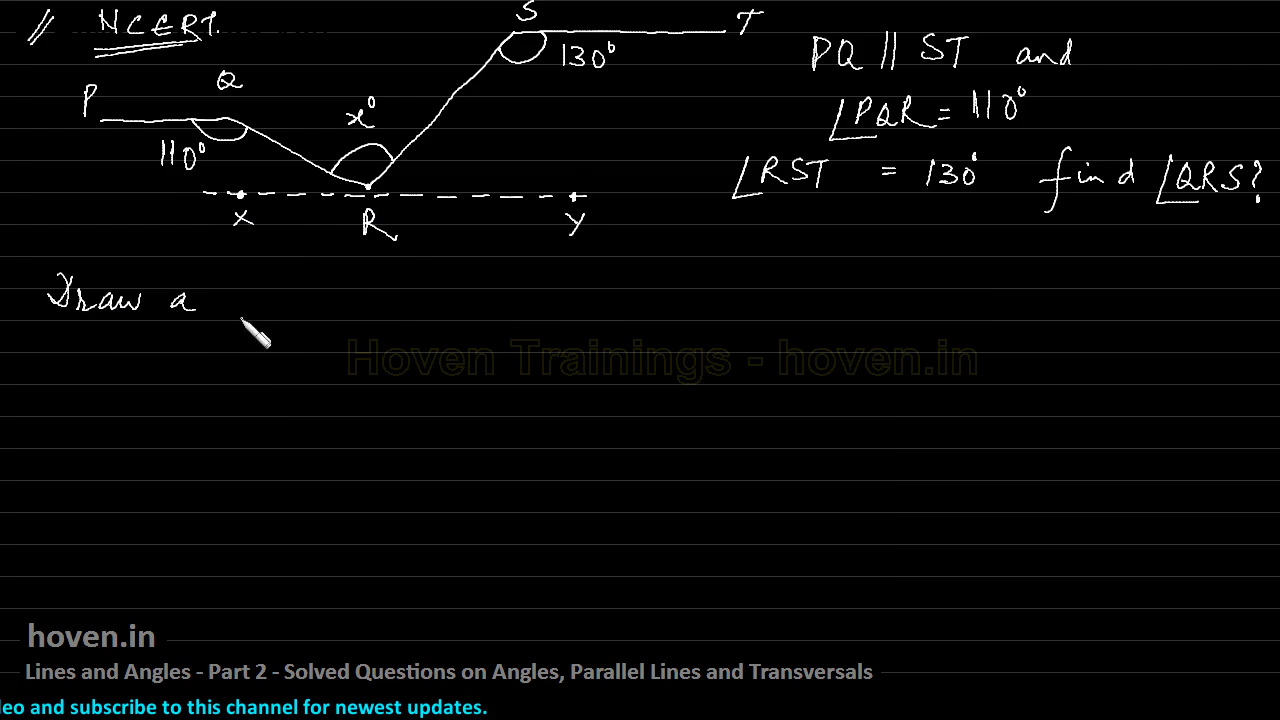 // NCERT.
S
T
130°
P
Q
x°
110°
X
R
Y
PQ || ST and
∠PQR = 110°
∠RST = 130° find ∠QRS?
Draw a
Hoven Trainings - hoven.in
hoven.in
Lines and Angles - Part 2 - Solved Questions on Angles, Parallel Lines and Transversals
leo and subscribe to this channel for newest updates.